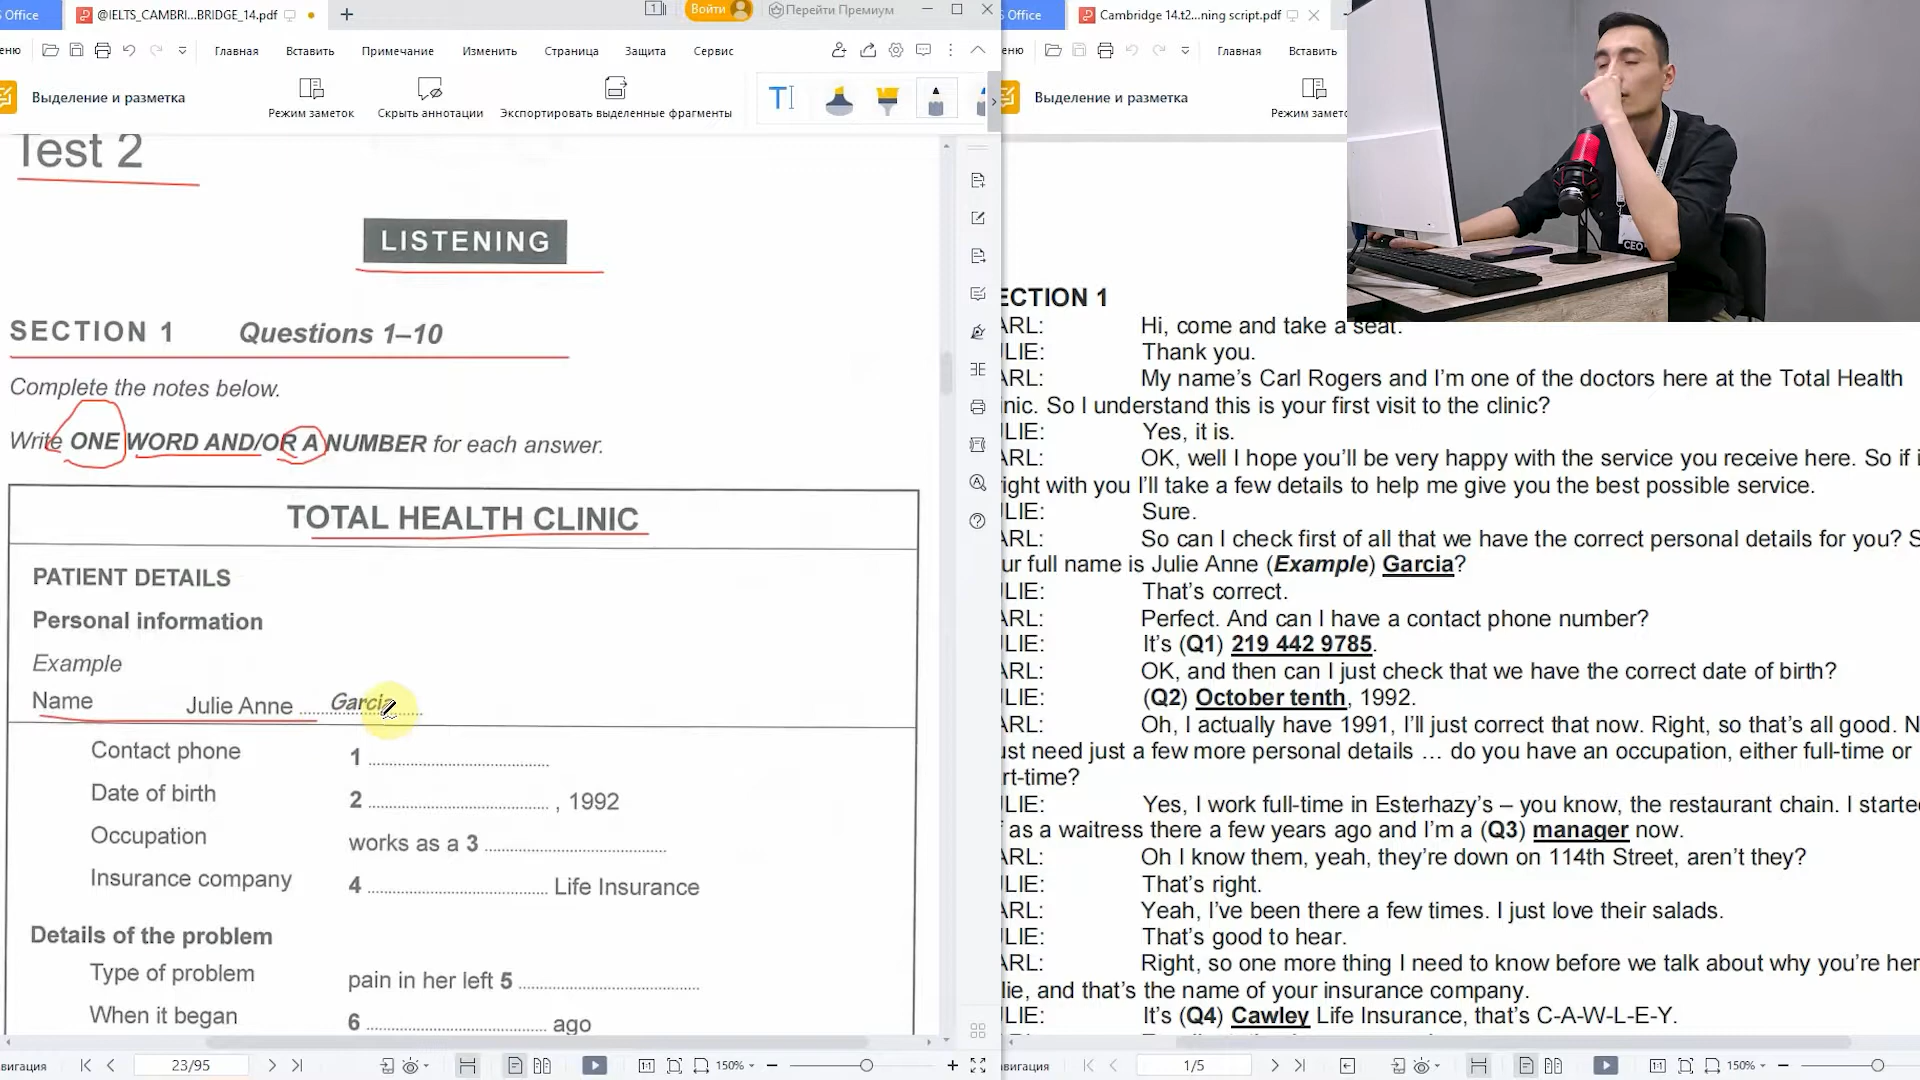 Office
@IELTS_CAMBRI...BRIDGE_14.pdf
Войти
Перейти Премиум
Главная
Вставить
Примечание
Изменить
Страница
Защита
Сервис
Выделение и разметка
Режим заметок
Скрыть аннотации
Экспортировать выделенные фрагменты
Test 2
LISTENING
SECTION 1 Questions 1–10
Complete the notes below.
Write ONE WORD AND/OR A NUMBER for each answer.
TOTAL HEALTH CLINIC
PATIENT DETAILS
Personal information
Example
Name Julie Anne Garcia
Contact phone 1
Date of birth 2 , 1992
Occupation works as a 3
Insurance company 4 Life Insurance
Details of the problem
Type of problem pain in her left 5
When it began 6 ago
23/95
150%
Office
Cambridge 14.t2...ning script.pdf
Главная
Вставить
Выделение и разметка
CEO
ECTION 1
ARL: Hi, come and take a seat.
LIE: Thank you.
ARL: My name's Carl Rogers and I'm one of the doctors here at the Total Health
nic. So I understand this is your first visit to the clinic?
LIE: Yes, it is.
ARL: OK, well I hope you'll be very happy with the service you receive here. So if i
ight with you I'll take a few details to help me give you the best possible service.
LIE: Sure.
ARL: So can I check first of all that we have the correct personal details for you? S
ur full name is Julie Anne (Example) Garcia?
LIE: That's correct.
ARL: Perfect. And can I have a contact phone number?
LIE: It's (Q1) 219 442 9785.
ARL: OK, and then can I just check that we have the correct date of birth?
LIE: (Q2) October tenth, 1992.
ARL: Oh, I actually have 1991, I'll just correct that now. Right, so that's all good. N
ust need just a few more personal details … do you have an occupation, either full-time or
rt-time?
LIE: Yes, I work full-time in Esterhazy's – you know, the restaurant chain. I starte
f as a waitress there a few years ago and I'm a (Q3) manager now.
ARL: Oh I know them, yeah, they're down on 114th Street, aren't they?
LIE: That's right.
ARL: Yeah, I've been there a few times. I just love their salads.
LIE: That's good to hear.
ARL: Right, so one more thing I need to know before we talk about why you're her
lie, and that's the name of your insurance company.
LIE: It's (Q4) Cawley Life Insurance, that's C-A-W-L-E-Y.
1/5
150%